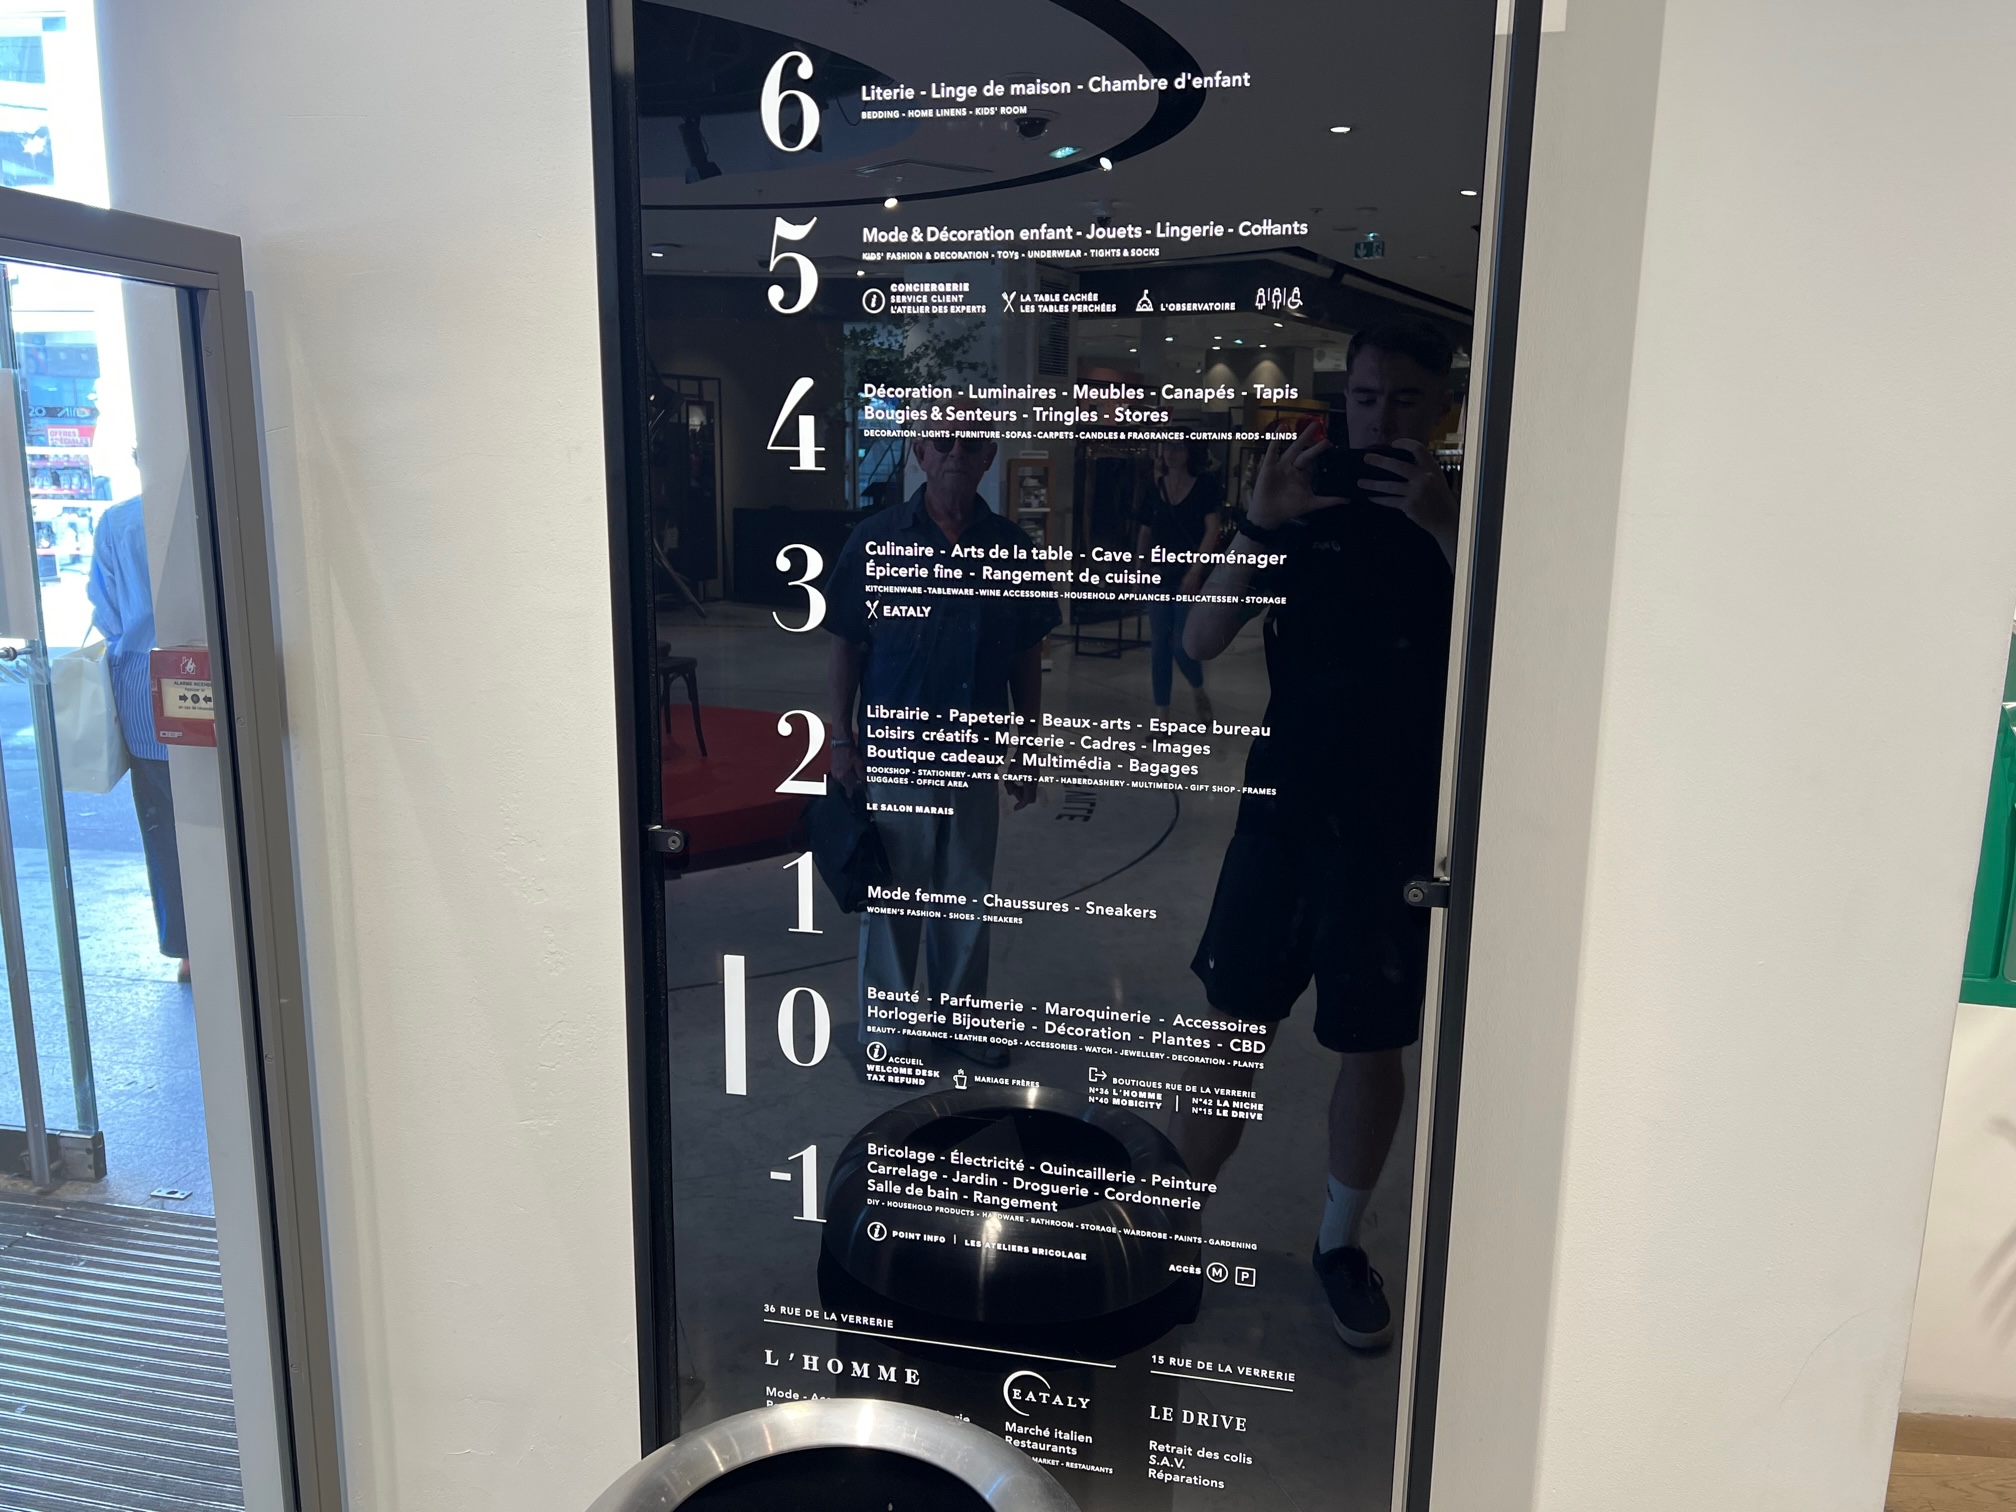 6
Literie - Linge de maison - Chambre d'enfant
BEDDING - HOME LINENS - KIDS' ROOM
5
Mode & Décoration enfant - Jouets - Lingerie - Collants
KIDS' FASHION & DECORATION - TOYS - UNDERWEAR - TIGHTS & SOCKS
CONCIERGERIE
SERVICE CLIENT
L'ATELIER DES EXPERTS
LA TABLE CACHÉE
LES TABLES PERCHÉES
L'OBSERVATOIRE
4
Décoration - Luminaires - Meubles - Canapés - Tapis
Bougies & Senteurs - Tringles - Stores
DECORATION - LIGHTS - FURNITURE - SOFAS - CARPETS - CANDLES & FRAGRANCES - CURTAINS RODS - BLINDS
3
Culinaire - Arts de la table - Cave - Électroménager
Épicerie fine - Rangement de cuisine
KITCHENWARE - TABLEWARE - WINE ACCESSORIES - HOUSEHOLD APPLIANCES - DELICATESSEN - STORAGE
EATALY
2
Librairie - Papeterie - Beaux-arts - Espace bureau
Loisirs créatifs - Mercerie - Cadres - Images
Boutique cadeaux - Multimédia - Bagages
BOOKSHOP - STATIONERY - ARTS & CRAFTS - ART - HABERDASHERY - MULTIMEDIA - GIFT SHOP - FRAMES
LUGGAGES - OFFICE AREA
LE SALON MARAIS
1
Mode femme - Chaussures - Sneakers
WOMEN'S FASHION - SHOES - SNEAKERS
0
Beauté - Parfumerie - Maroquinerie - Accessoires
Horlogerie Bijouterie - Décoration - Plantes - CBD
BEAUTY - FRAGRANCE - LEATHER GOODS - ACCESSORIES - WATCH - JEWELLERY - DECORATION - PLANTS
i ACCUEIL
WELCOME DESK
TAX REFUND
MARIAGE FRÈRES
BOUTIQUES RUE DE LA VERRERIE
N°36 L'HOMME
N°40 MOBICITY
N°42 LA NICHE
N°15 LE DRIVE
-1
Bricolage - Électricité - Quincaillerie - Peinture
Carrelage - Jardin - Droguerie - Cordonnerie
Salle de bain - Rangement
DIY - HOUSEHOLD PRODUCTS - HARDWARE - BATHROOM - STORAGE - WARDROBE - PAINTS - GARDENING
i POINT INFO | LES ATELIERS BRICOLAGE
ACCÈS M P
36 RUE DE LA VERRERIE
L'HOMME
Mode -
EATALY
Marché italien
Restaurants
MARKET - RESTAURANTS
15 RUE DE LA VERRERIE
LE DRIVE
Retrait des colis
S.A.V.
Réparations
OFFRES
SPÉCIALES
ALARME INCENDIE
DEF